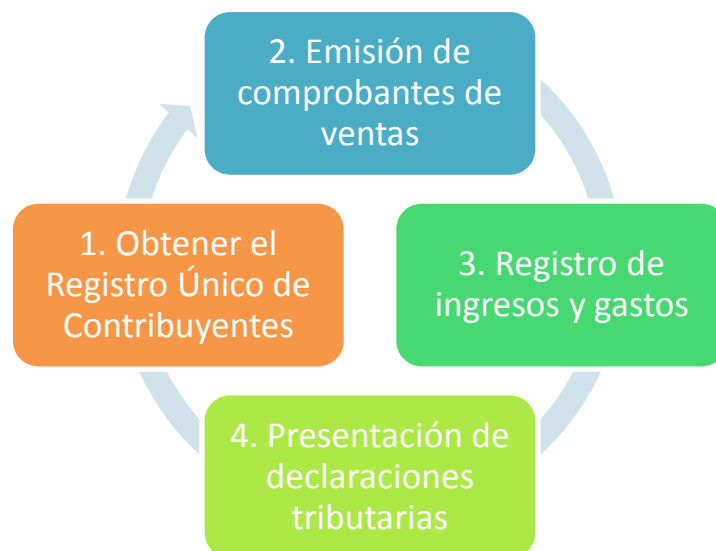 1. Obtener el
Registro Único de
Contribuyentes
2. Emisión de
comprobantes de
ventas
3. Registro de
ingresos y gastos
4. Presentación de
declaraciones
tributarias